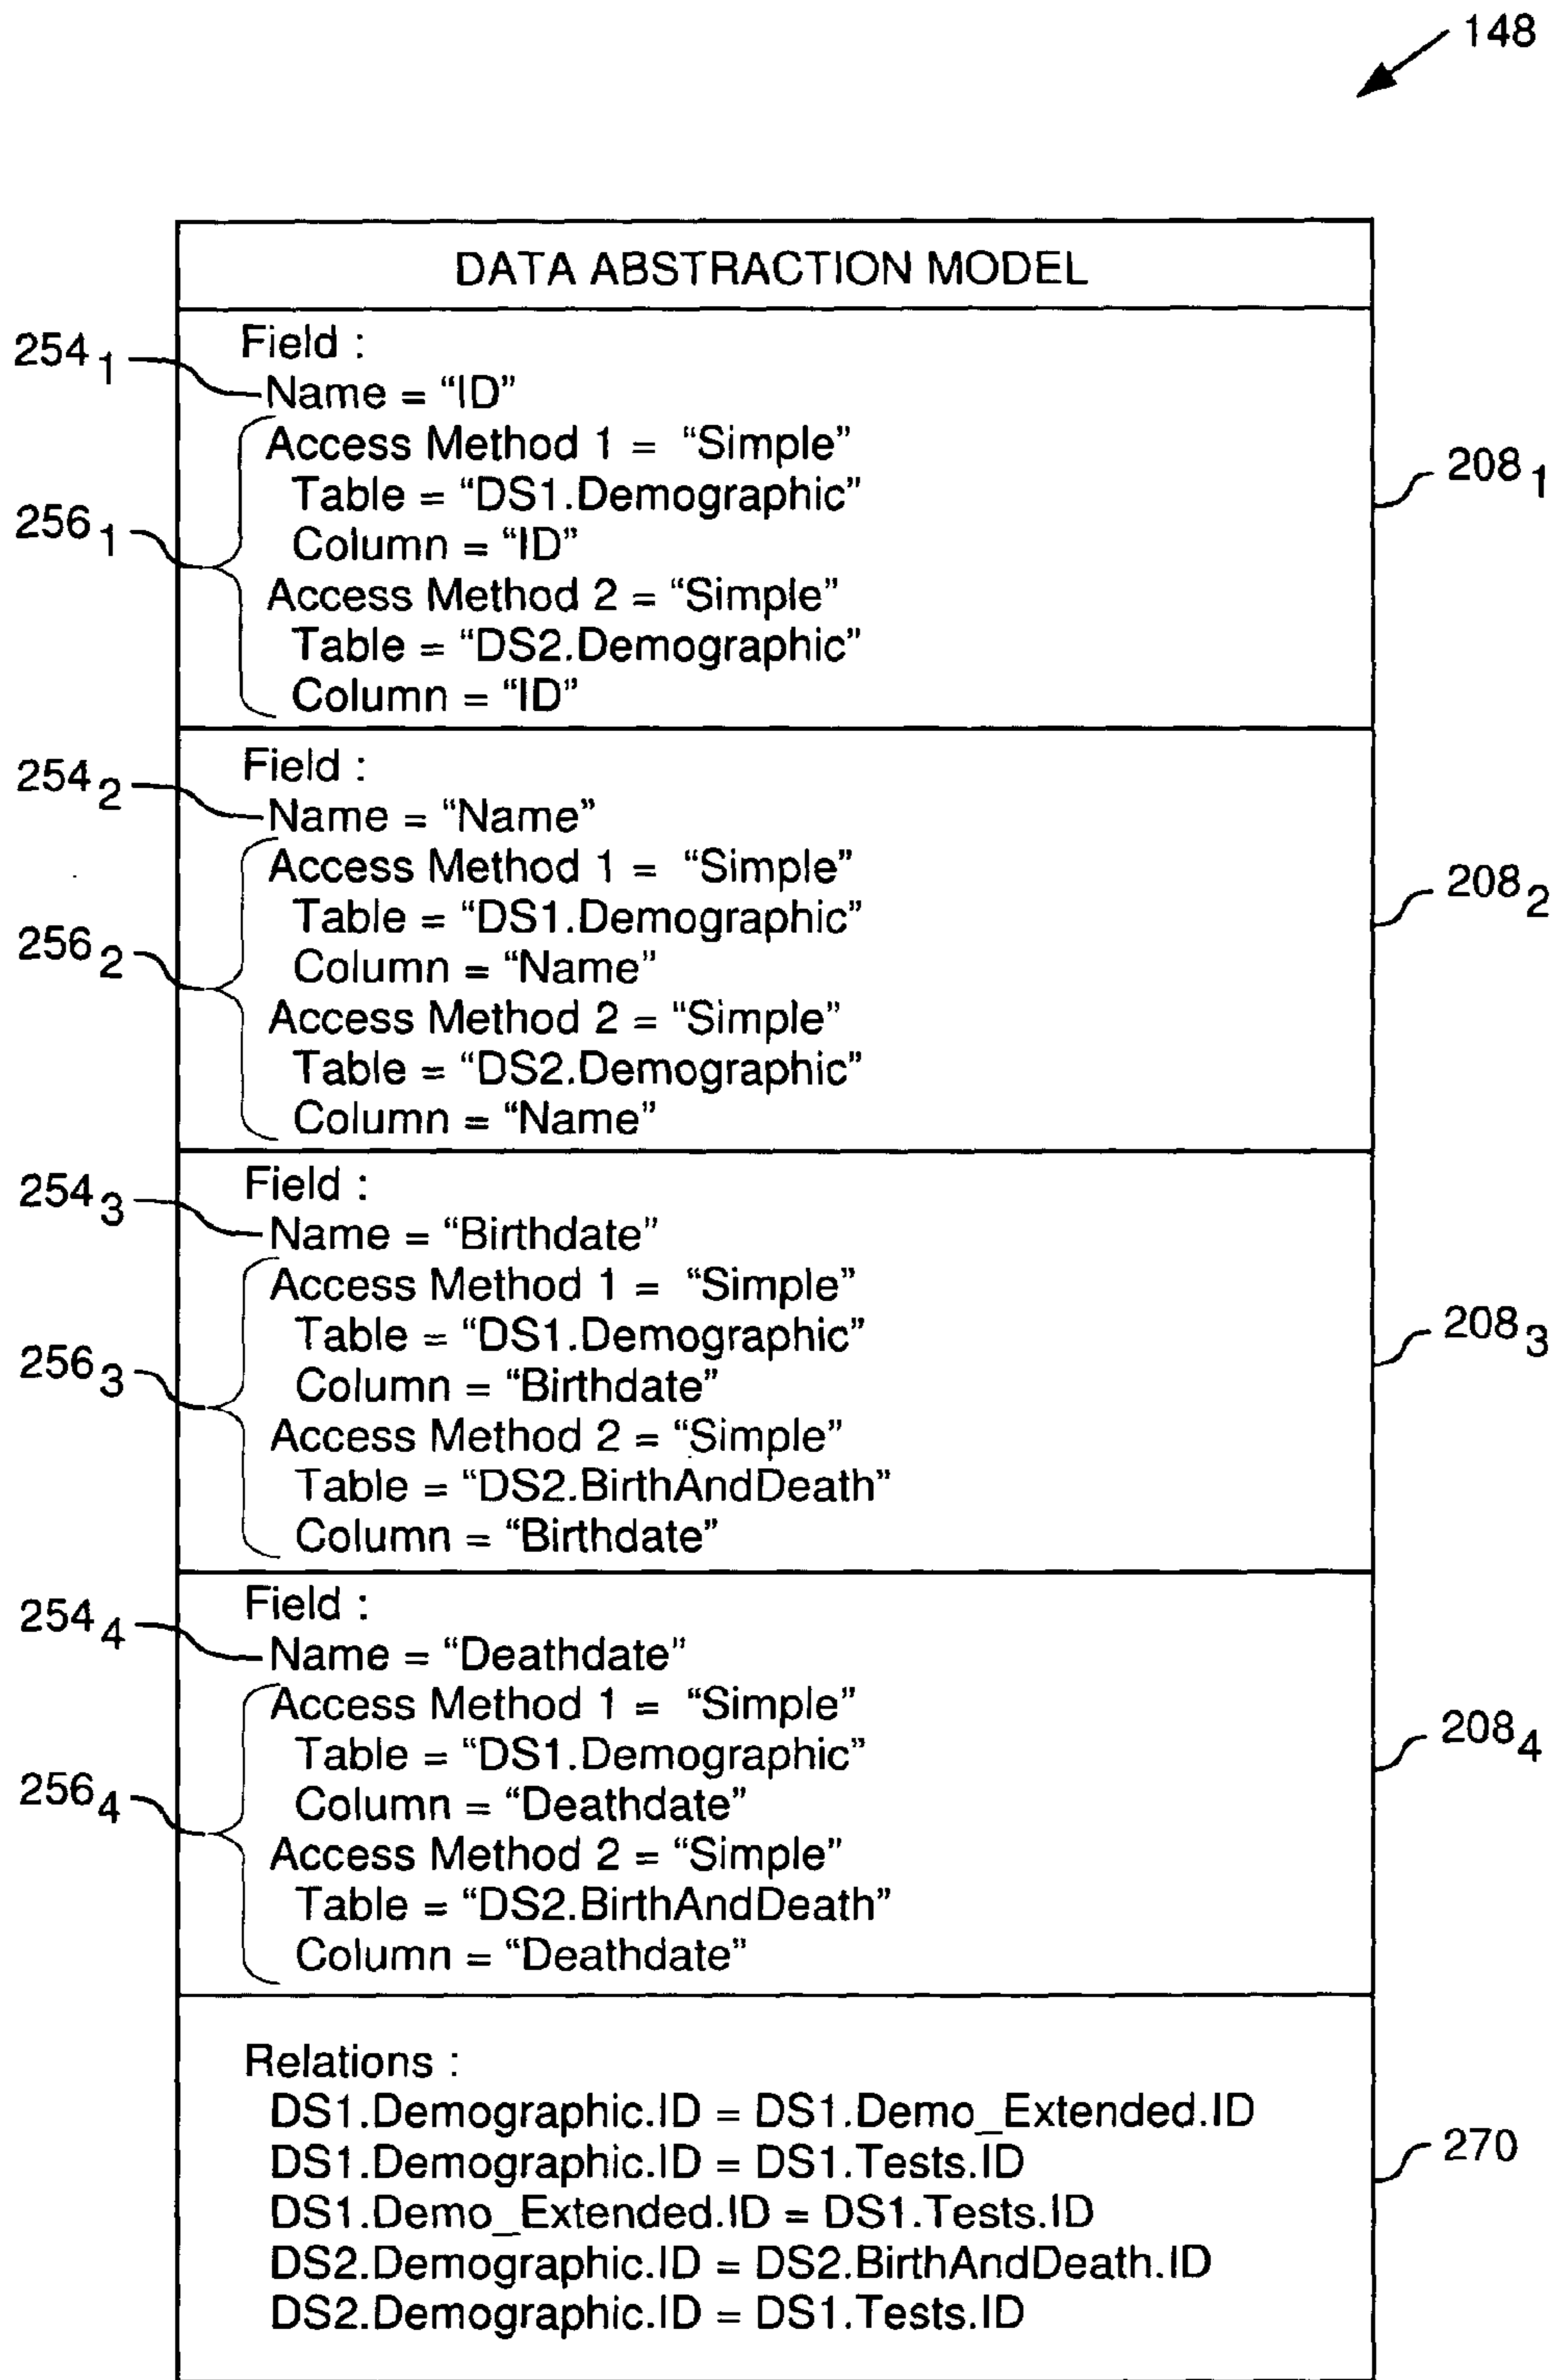 148
DATA ABSTRACTION MODEL
Field :
254 1
Name = “ID”
Access Method 1 = “Simple”
208 1
Table = “DS1.Demographic”
256 1
Column = “ID”
Access Method 2 = “Simple”
Table = “DS2.Demographic”
Column = “ID”
Field :
254 2
Name = “Name”
Access Method 1 = “Simple”
208 2
Table = “DS1.Demographic”
256 2
Column = “Name”
Access Method 2 = “Simple”
Table = “DS2.Demographic”
Column = “Name”
Field :
254 3
Name = “Birthdate”
Access Method 1 = “Simple”
208 3
Table = “DS1.Demographic”
256 3
Column = “Birthdate”
Access Method 2 = “Simple”
Table = “DS2.BirthAndDeath”
Column = “Birthdate”
Field :
254 4
Name = “Deathdate”
Access Method 1 = “Simple”
208 4
Table = “DS1.Demographic”
256 4
Column = “Deathdate”
Access Method 2 = “Simple”
Table = “DS2.BirthAndDeath”
Column = “Deathdate”
Relations :
DS1.Demographic.ID = DS1.Demo_Extended.ID
270
DS1.Demographic.ID = DS1.Tests.ID
DS1.Demo_Extended.ID = DS1.Tests.ID
DS2.Demographic.ID = DS2.BirthAndDeath.ID
DS2.Demographic.ID = DS1.Tests.ID